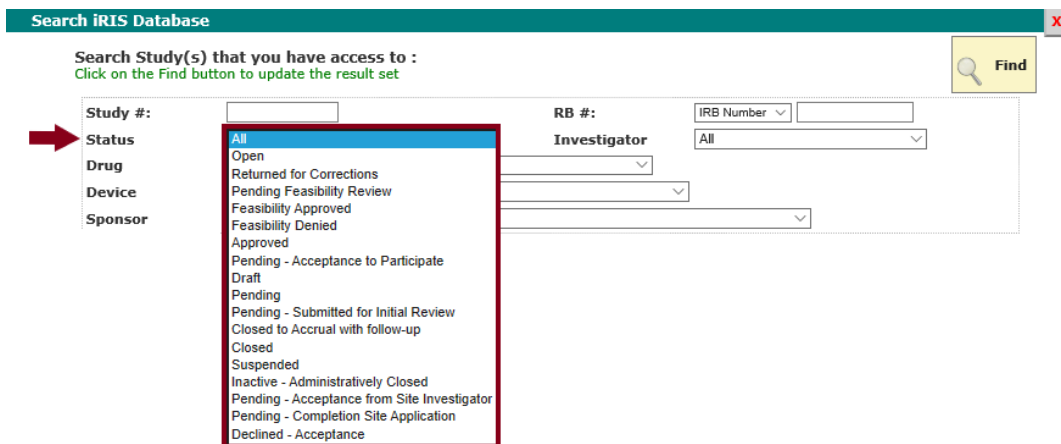 Search iRIS Database
X
Search Study(s) that you have access to :
Click on the Find button to update the result set
Find
Study #:
RB #:
IRB Number
Status
Investigator
All
Drug
Device
Sponsor
All
Open
Returned for Corrections
Pending Feasibility Review
Feasibility Approved
Feasibility Denied
Approved
Pending - Acceptance to Participate
Draft
Pending
Pending - Submitted for Initial Review
Closed to Accrual with follow-up
Closed
Suspended
Inactive - Administratively Closed
Pending - Acceptance from Site Investigator
Pending - Completion Site Application
Declined - Acceptance